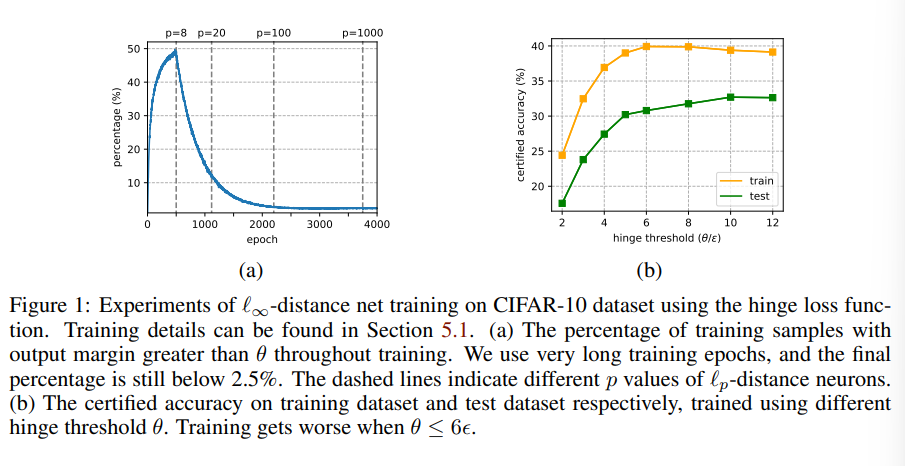 p=8 p=20 p=100 p=1000
50
40
30
20
10
percentage (%)
0 1000 2000 3000 4000
epoch
(a)
40
35
30
25
20
certified accuracy (%)
train
test
2 4 6 8 10 12
hinge threshold (θ/ε)
(b)
Figure 1: Experiments of ℓ∞-distance net training on CIFAR-10 dataset using the hinge loss func-
tion. Training details can be found in Section 5.1. (a) The percentage of training samples with
output margin greater than θ throughout training. We use very long training epochs, and the final
percentage is still below 2.5%. The dashed lines indicate different p values of ℓp-distance neurons.
(b) The certified accuracy on training dataset and test dataset respectively, trained using different
hinge threshold θ. Training gets worse when θ ≤ 6ϵ.